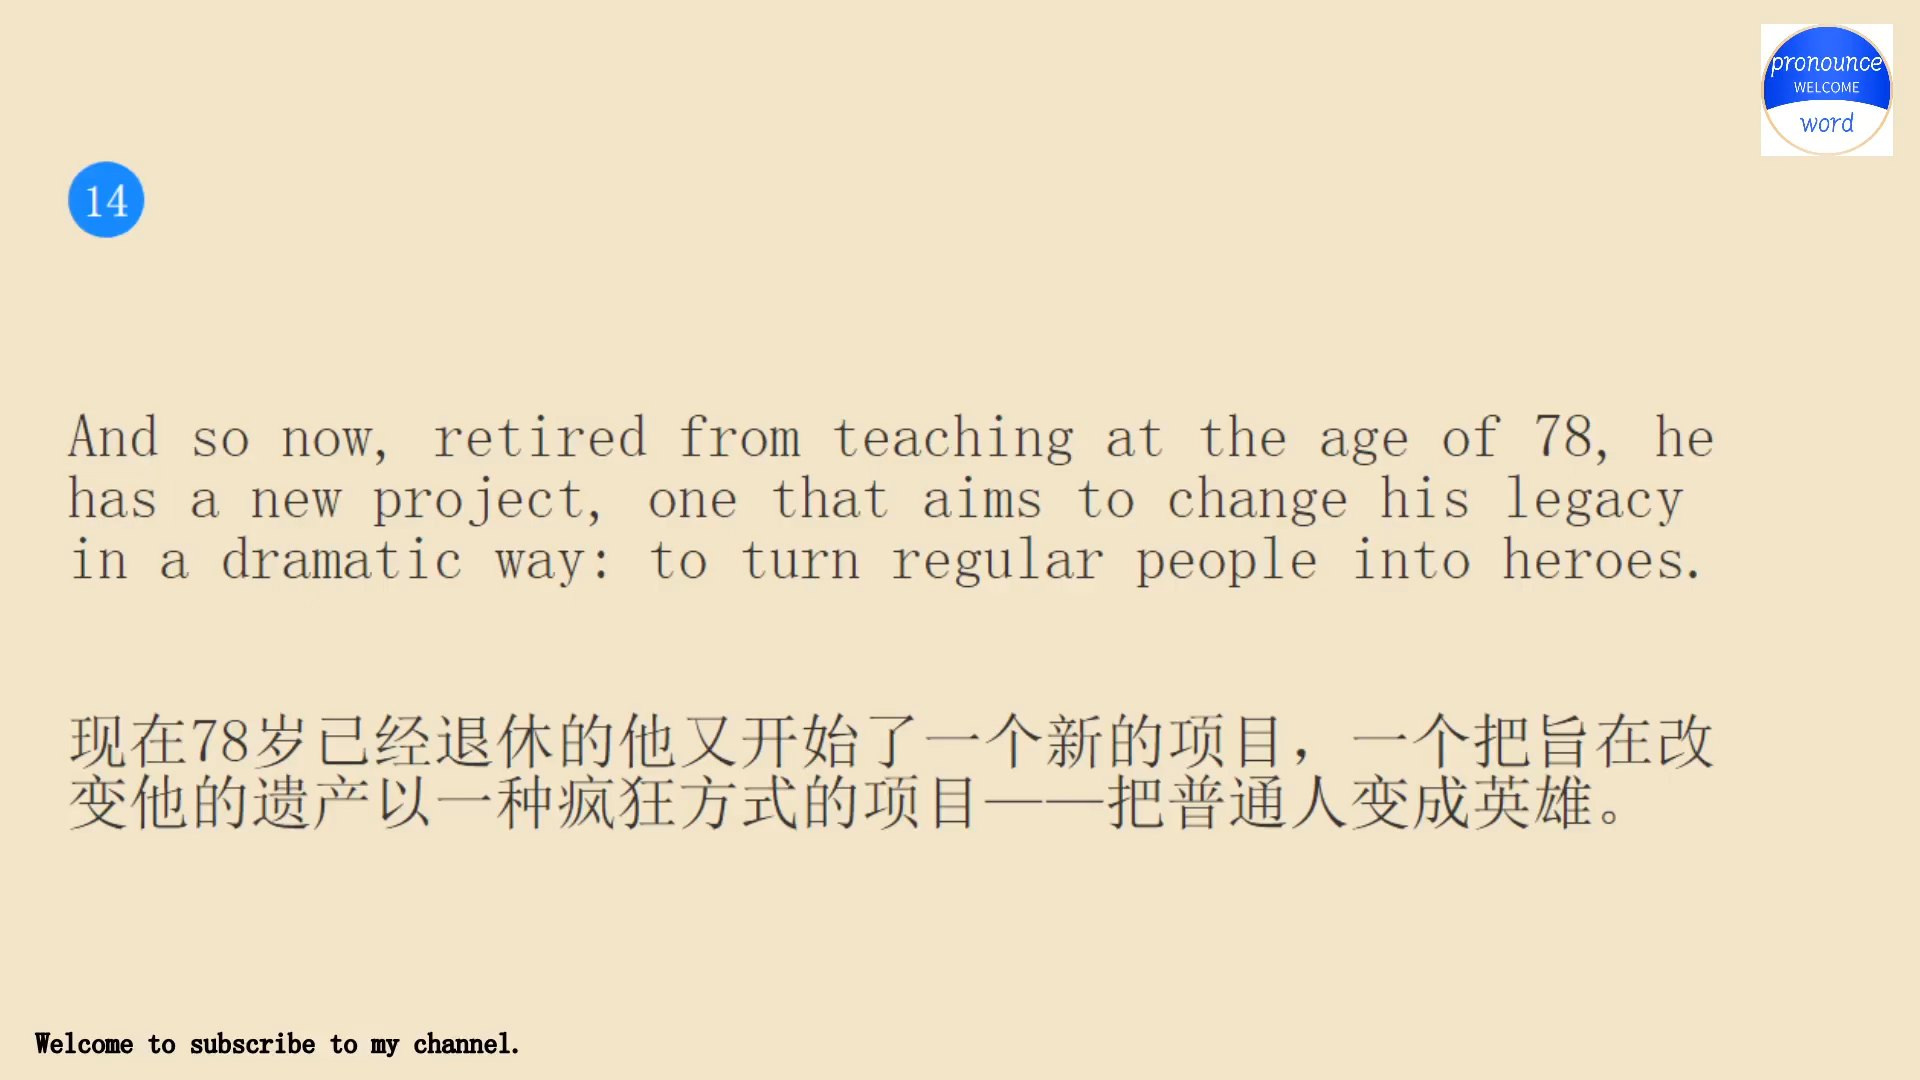 pronounce
WELCOME
word
14
And so now, retired from teaching at the age of 78, he
has a new project, one that aims to change his legacy
in a dramatic way: to turn regular people into heroes.
现在78岁已经退休的他又开始了一个新的项目，一个把旨在改
变他的遗产以一种疯狂方式的项目——把普通人变成英雄。
Welcome to subscribe to my channel.